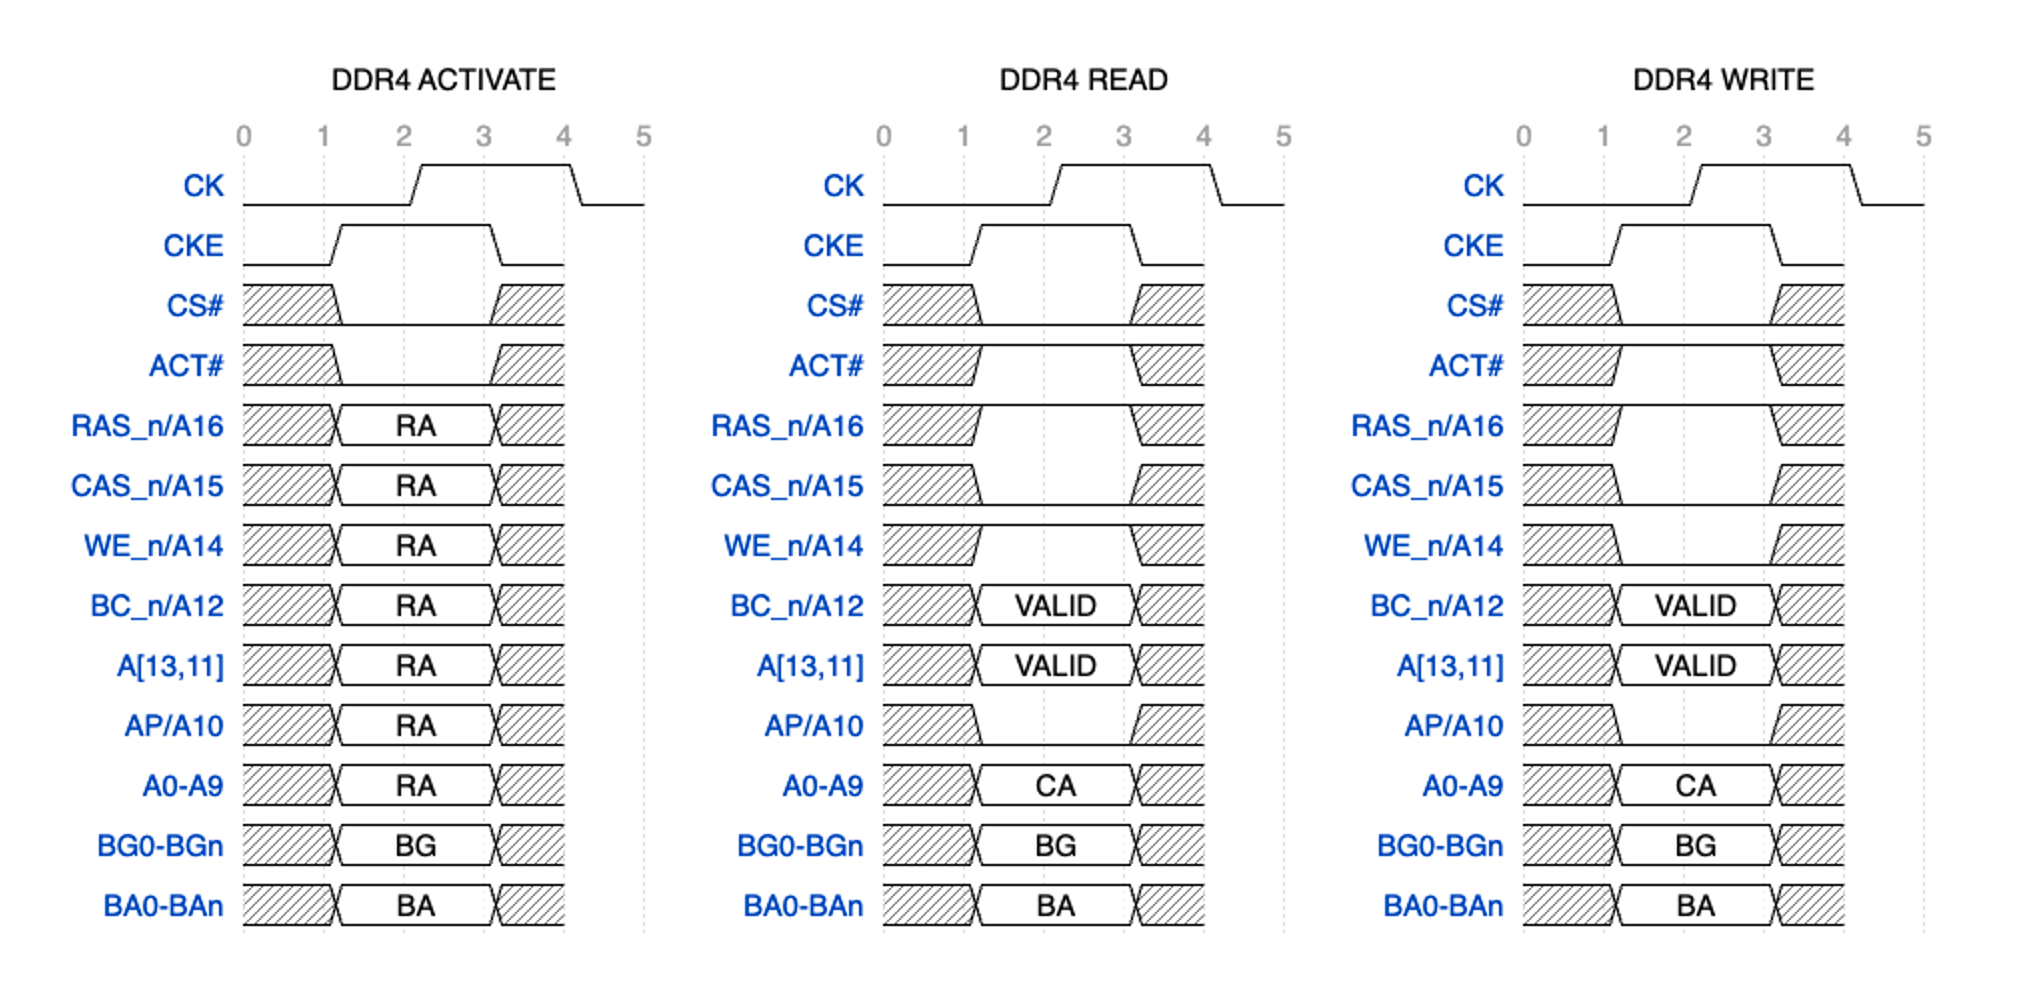 DDR4 ACTIVATE DDR4 READ DDR4 WRITE
0 1 2 3 4 5 0 1 2 3 4 5 0 1 2 3 4 5
CK CK CK
CKE CKE CKE
CS# CS# CS#
ACT# ACT# ACT#
RAS_n/A16 RA RAS_n/A16 RAS_n/A16
CAS_n/A15 RA CAS_n/A15 CAS_n/A15
WE_n/A14 RA WE_n/A14 WE_n/A14
BC_n/A12 RA BC_n/A12 VALID BC_n/A12 VALID
A[13,11] RA A[13,11] VALID A[13,11] VALID
AP/A10 RA AP/A10 AP/A10
A0-A9 RA A0-A9 CA A0-A9 CA
BG0-BGn BG BG0-BGn BG BG0-BGn BG
BA0-BAn BA BA0-BAn BA BA0-BAn BA